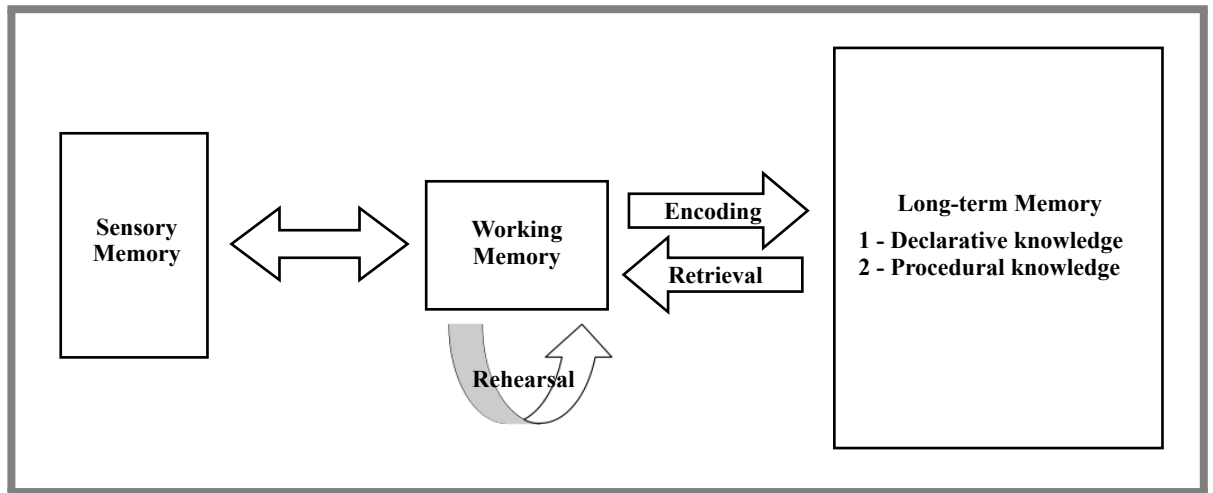 Sensory
Memory
Working
Memory
Encoding
Retrieval
Rehearsal
Long-term Memory
1 - Declarative knowledge
2 - Procedural knowledge